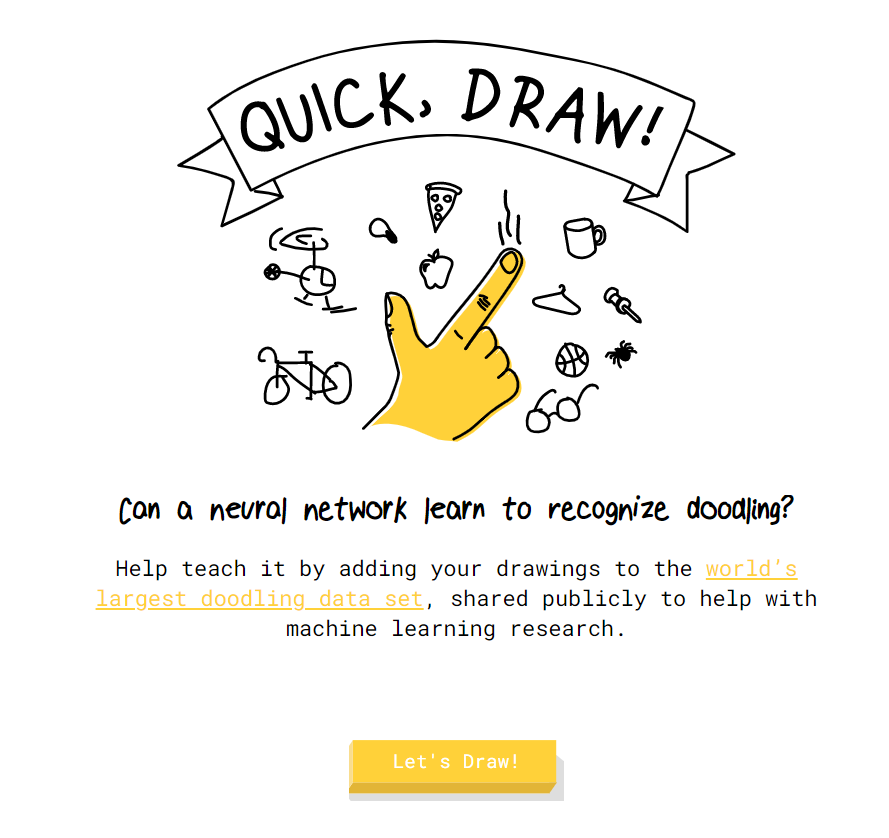 QUICK, DRAW!
Can a neural network learn to recognize doodling?
Help teach it by adding your drawings to the world's
largest doodling data set, shared publicly to help with
machine learning research.
Let's Draw!